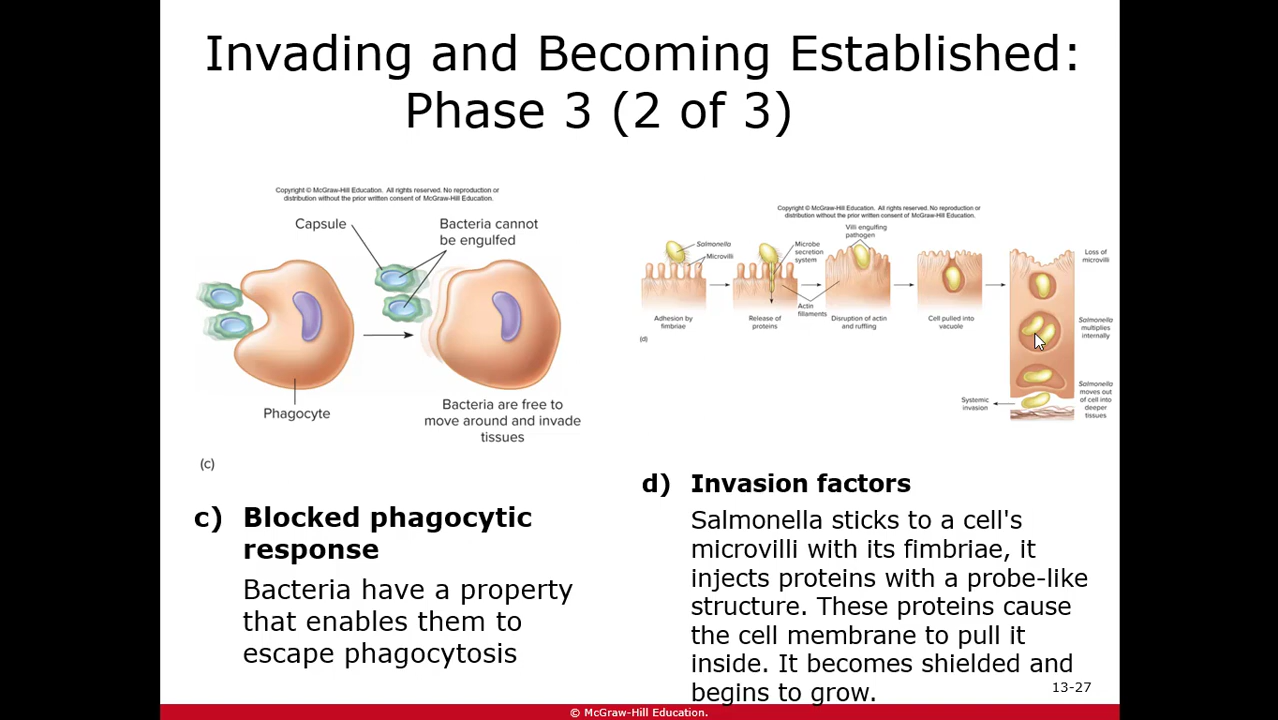 Invading and Becoming Established:
Phase 3 (2 of 3)
Copyright © McGraw-Hill Education. All rights reserved. No reproduction or
distribution without the prior written consent of McGraw-Hill Education.
Capsule
Bacteria cannot
be engulfed
Phagocyte
Bacteria are free to
move around and invade
tissues
(c)
c) Blocked phagocytic
response
Bacteria have a property
that enables them to
escape phagocytosis
Copyright © McGraw-Hill Education. All rights reserved. No reproduction or
distribution without the prior written consent of McGraw-Hill Education.
Salmonella
Microvilli
Adhesion by
fimbriae
Microbe
secretion
system
Release of
proteins
Actin
fillaments
Villi engulfing
pathogen
Disruption of actin
and ruffling
Cell pulled into
vacuole
Loss of
microvilli
Salmonella
multiplies
internally
Salmonella
moves out
of cell into
deeper
tissues
Systemic
invasion
(d)
d) Invasion factors
Salmonella sticks to a cell's
microvilli with its fimbriae, it
injects proteins with a probe-like
structure. These proteins cause
the cell membrane to pull it
inside. It becomes shielded and
begins to grow.
13-27
© McGraw-Hill Education.